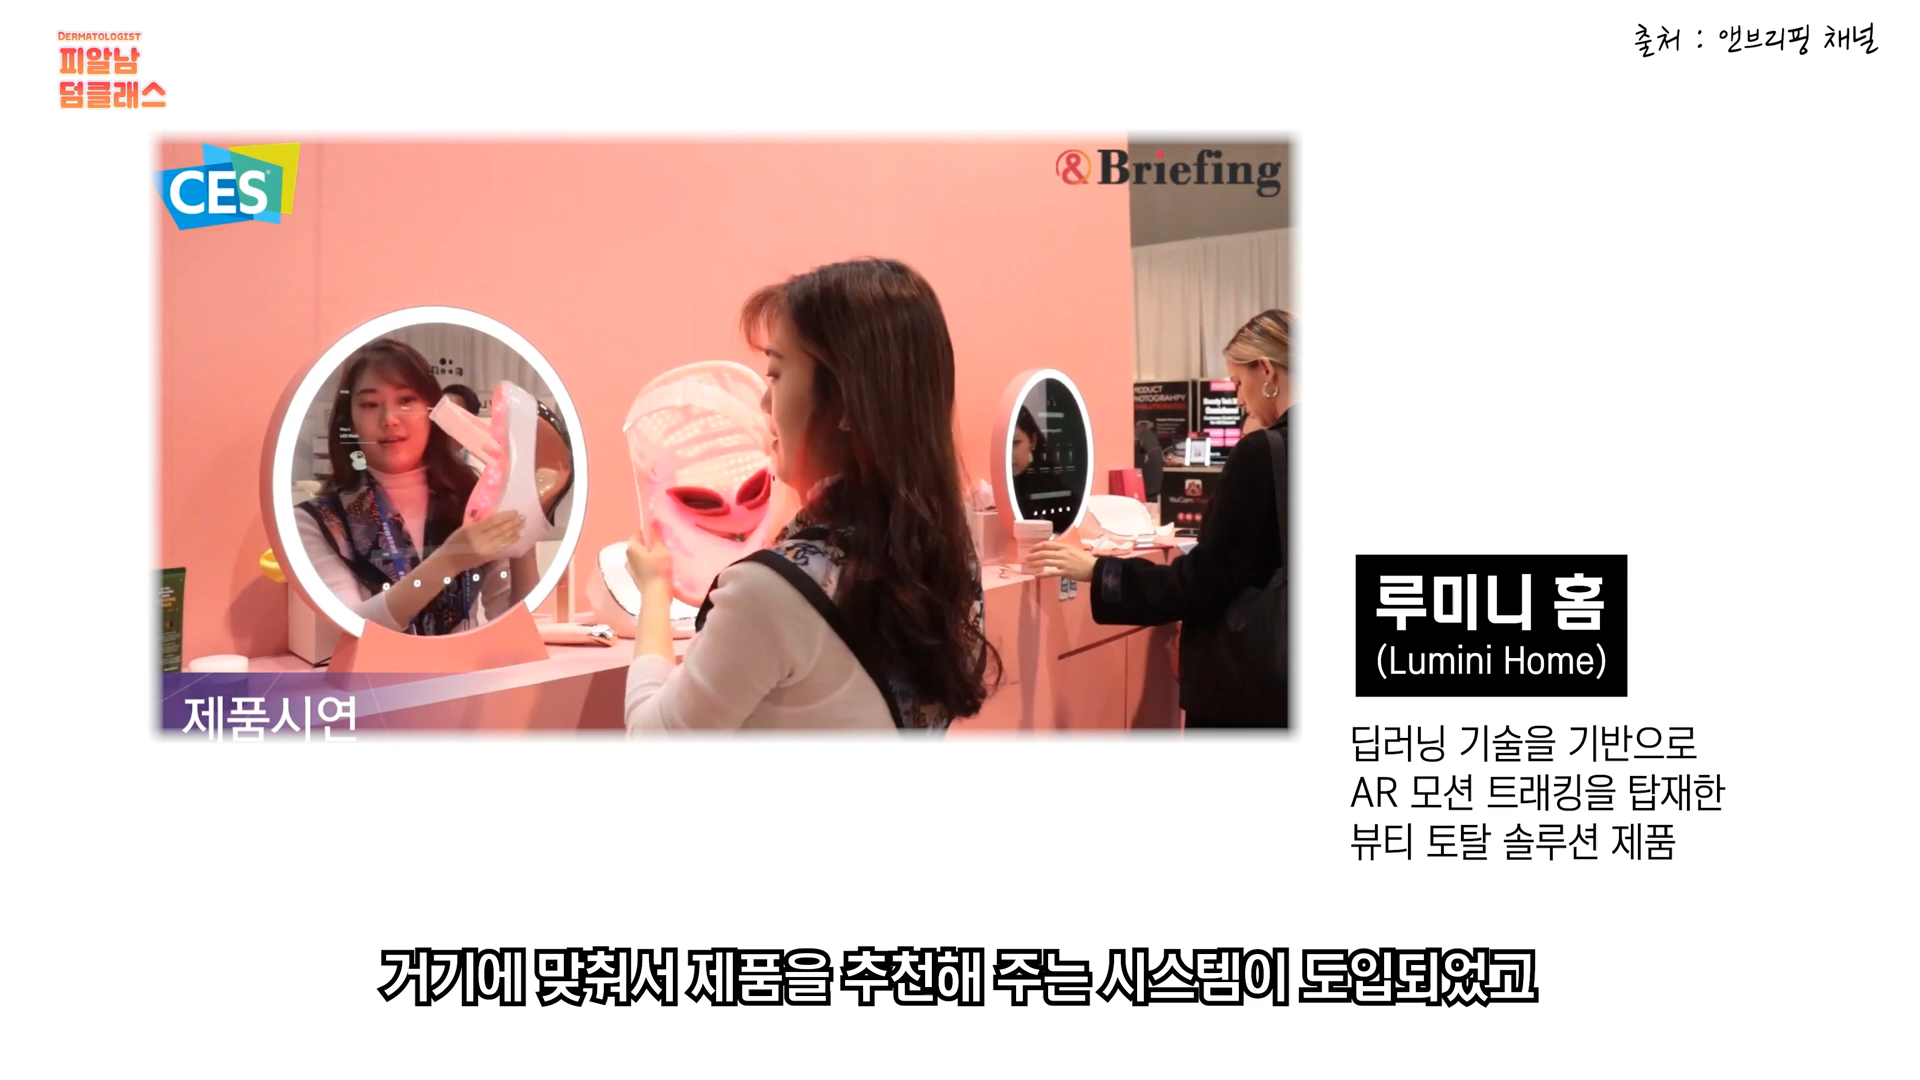 DERMATOLOGIST
피알남
덤클래스
출처 : 앤브리핑 채널
CES
&Briefing
PRODUCT
PHOTOGRAHPY
제품시연
루미니 홈
(Lumini Home)
딥러닝 기술을 기반으로
AR 모션 트래킹을 탑재한
뷰티 토탈 솔루션 제품
거기에 맞춰서 제품을 추천해 주는 시스템이 도입되었고